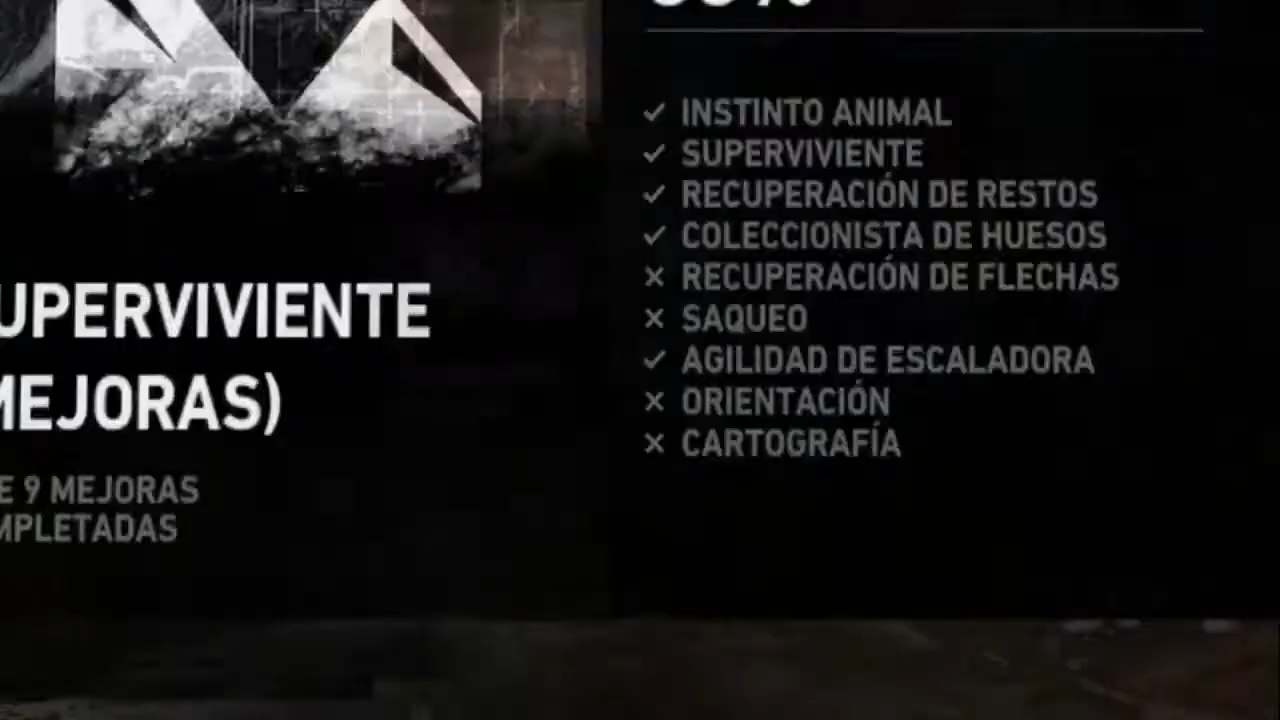 UPERVIVIENTE
MEJORAS)
E 9 MEJORAS
MPLETADAS
INSTINTO ANIMAL
SUPERVIVIENTE
RECUPERACIÓN DE RESTOS
COLECCIONISTA DE HUESOS
RECUPERACIÓN DE FLECHAS
SAQUEO
AGILIDAD DE ESCALADORA
ORIENTACIÓN
CARTOGRAFÍA